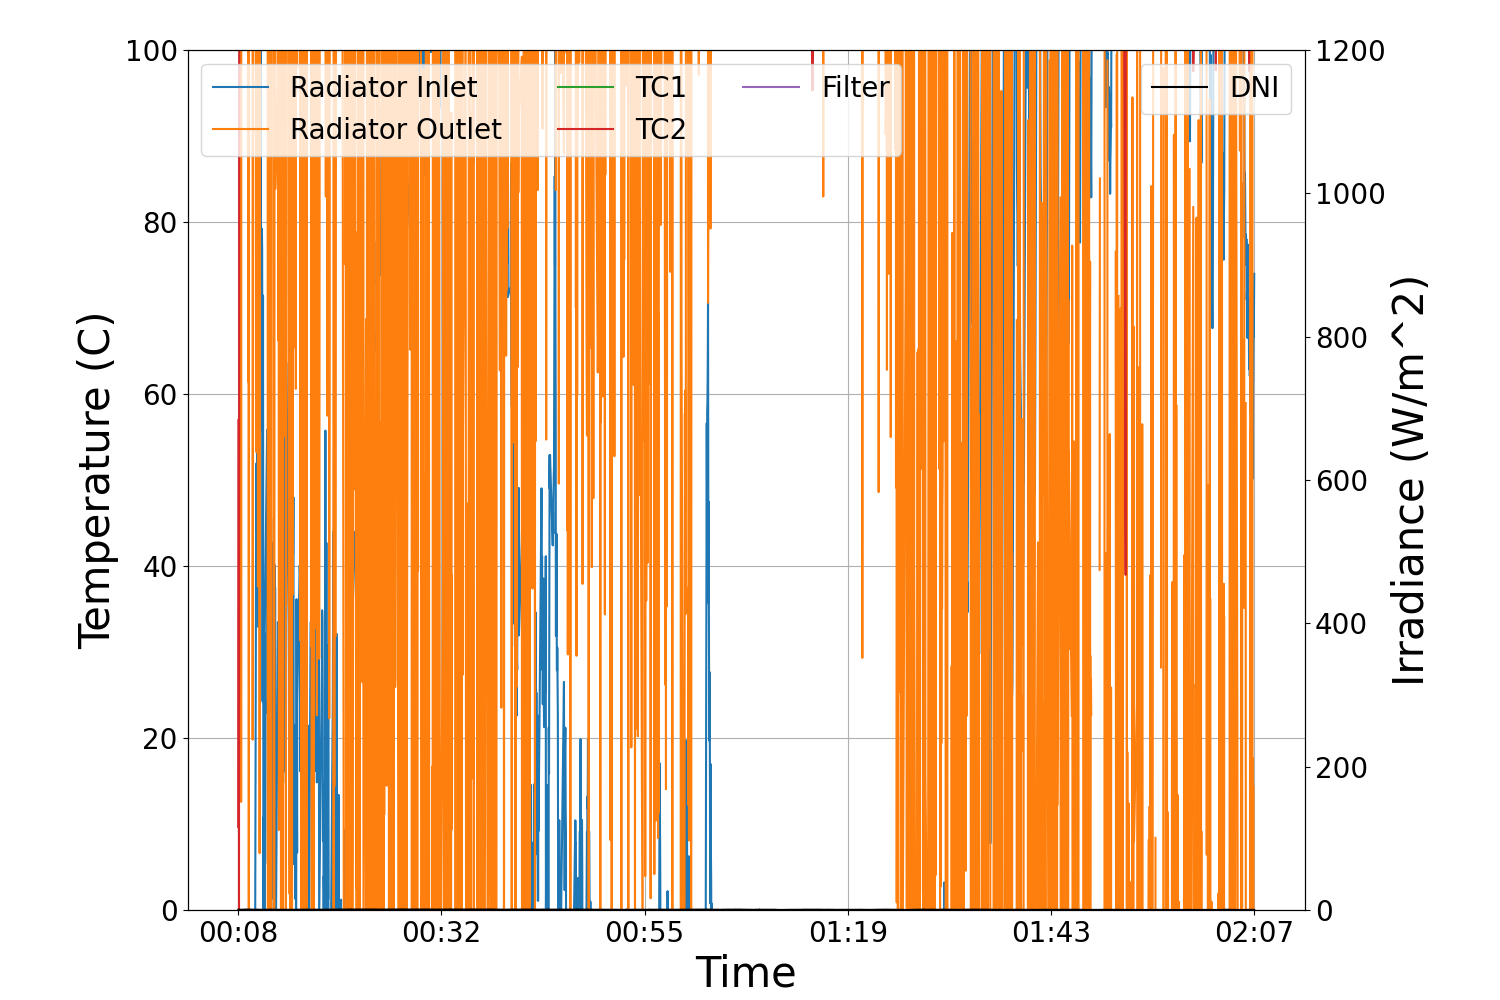 100
80
60
40
20
0
Temperature (C)
Radiator Inlet
Radiator Outlet
TC1
TC2
Filter
DNI
1200
1000
800
600
400
200
0
Irradiance (W/m^2)
00:08
00:32
00:55
01:19
01:43
02:07
Time